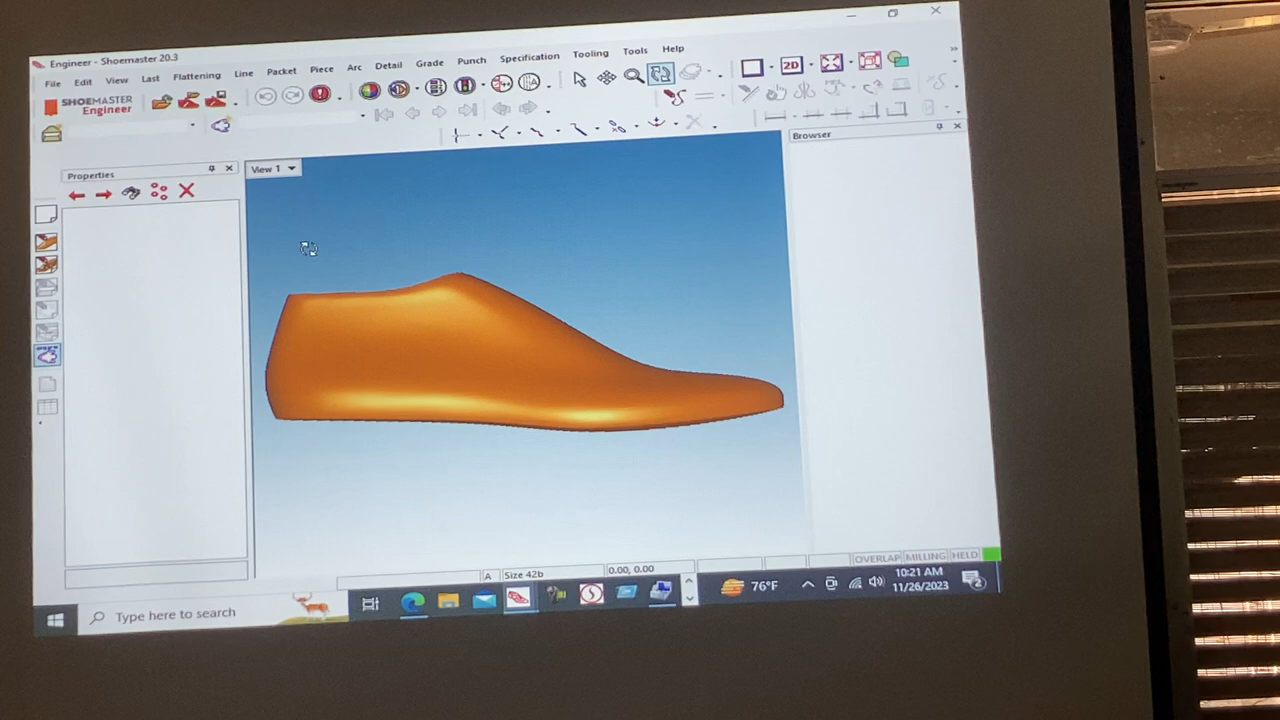 Engineer - Shoemaster 20.3
File Edit View Last Flattening Line Packet Piece Arc Detail Grade Punch Specification Tooling Tools Help
SHOEMASTER
Engineer
2D
Properties
View 1
Browser
OVERLAP MILLING HELD
A Size 42b 0.00, 0.00
Type here to search
76°F
10:21 AM
11/26/2023
2